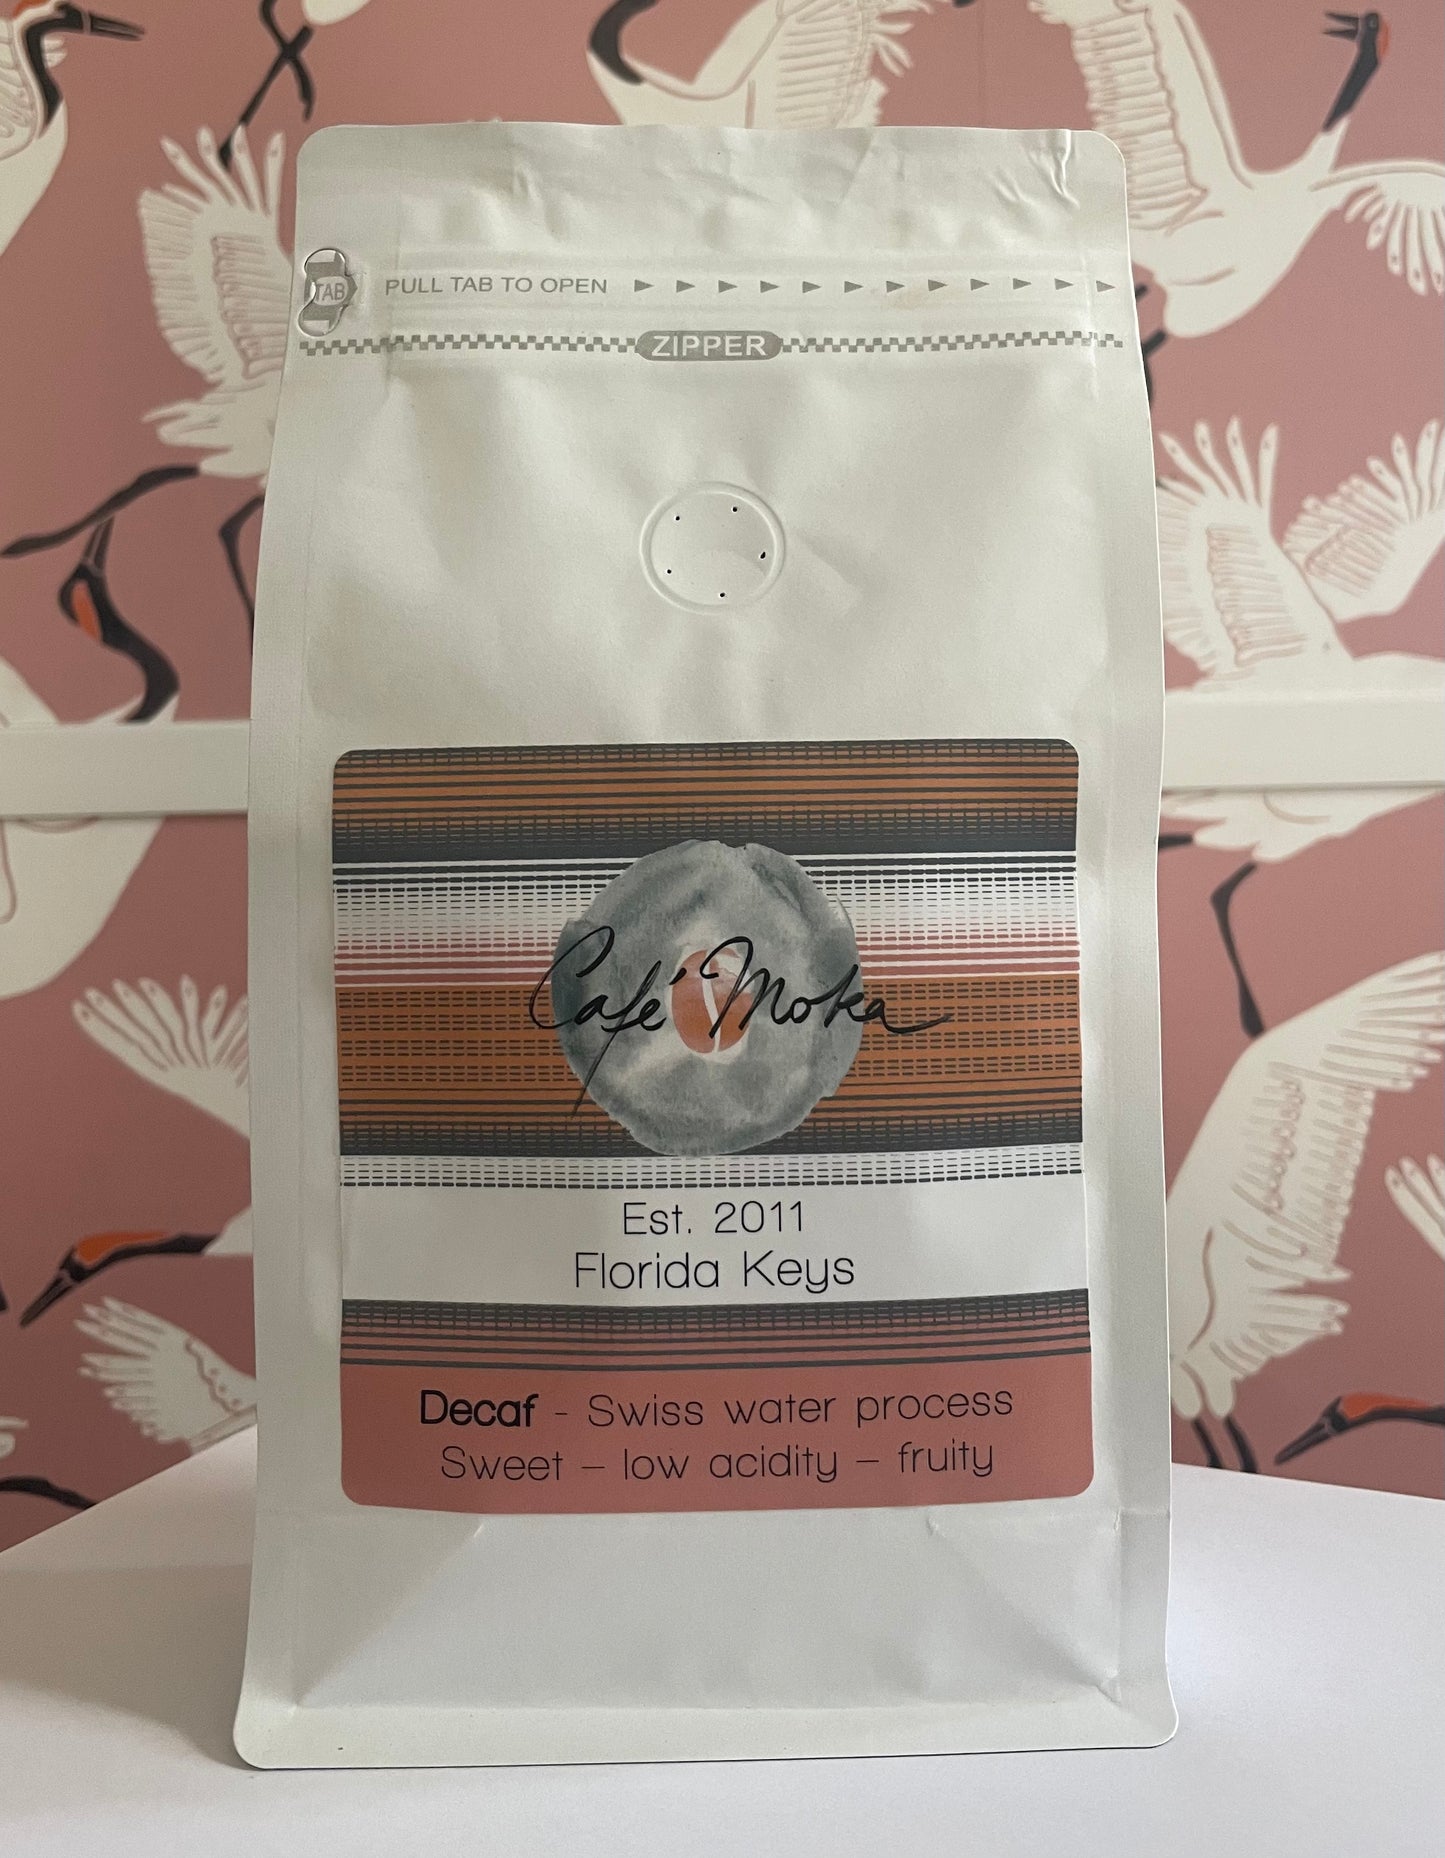 TAB PULL TAB TO OPEN
ZIPPER
Café Moka
Est. 2011
Florida Keys
Decaf - Swiss water process
Sweet – low acidity – fruity